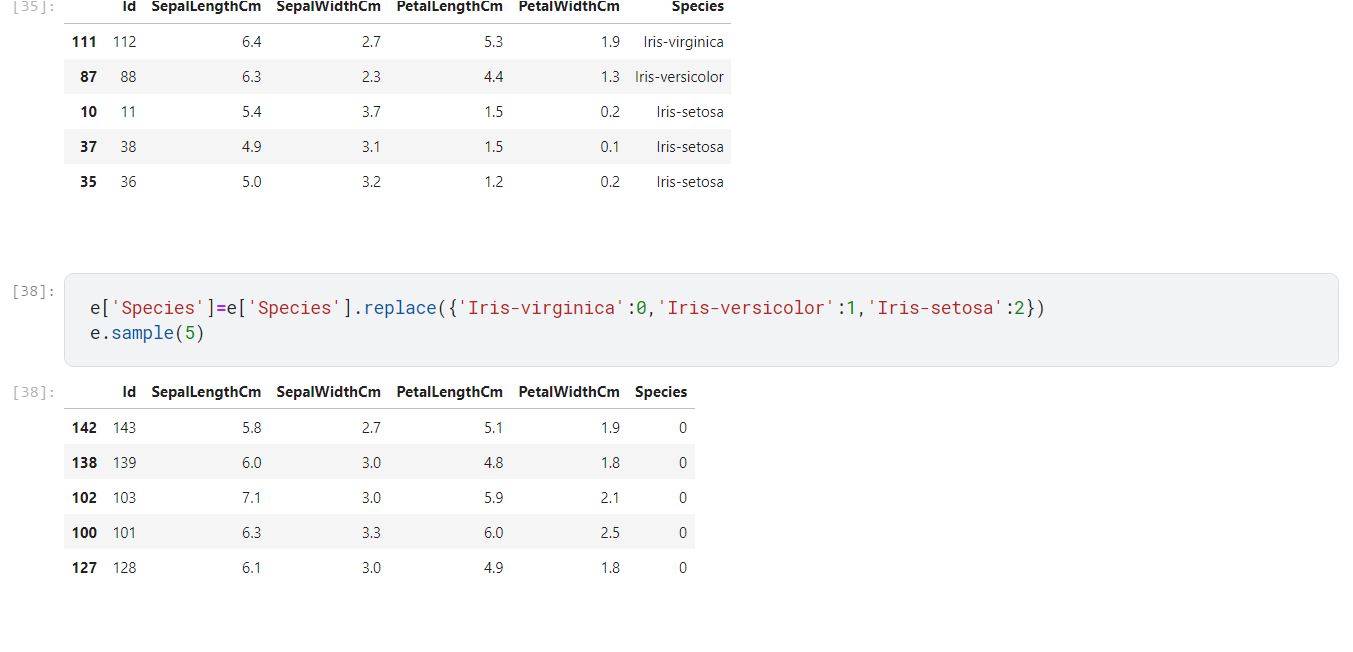 [35]: Id SepalLengthCm SepalWidthCm PetalLengthCm PetalWidthCm Species
111 112 6.4 2.7 5.3 1.9 Iris-virginica
87 88 6.3 2.3 4.4 1.3 Iris-versicolor
10 11 5.4 3.7 1.5 0.2 Iris-setosa
37 38 4.9 3.1 1.5 0.1 Iris-setosa
35 36 5.0 3.2 1.2 0.2 Iris-setosa
[38]: e['Species']=e['Species'].replace({'Iris-virginica':0,'Iris-versicolor':1,'Iris-setosa':2})
e.sample(5)
[38]: Id SepalLengthCm SepalWidthCm PetalLengthCm PetalWidthCm Species
142 143 5.8 2.7 5.1 1.9 0
138 139 6.0 3.0 4.8 1.8 0
102 103 7.1 3.0 5.9 2.1 0
100 101 6.3 3.3 6.0 2.5 0
127 128 6.1 3.0 4.9 1.8 0